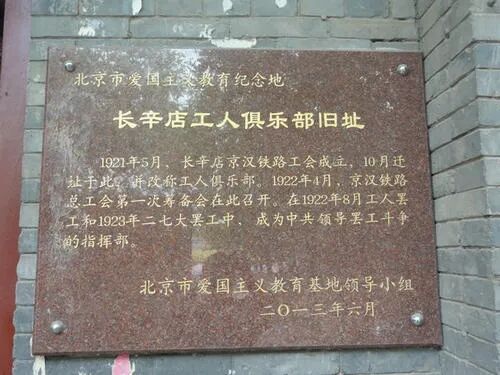 北京市爱国主义教育纪念地
长辛店工人俱乐部旧址
1921年5月，长辛店京汉铁路工会成立，10月迁
址于此，并改称工人俱乐部。1922年4月，京汉铁路
总工会第一次筹备会在此召开。在1922年8月工人罢
工和1923年二七大罢工中，成为中共领导罢工斗争
的指挥部。
北京市爱国主义教育基地领导小组
二〇一三年六月